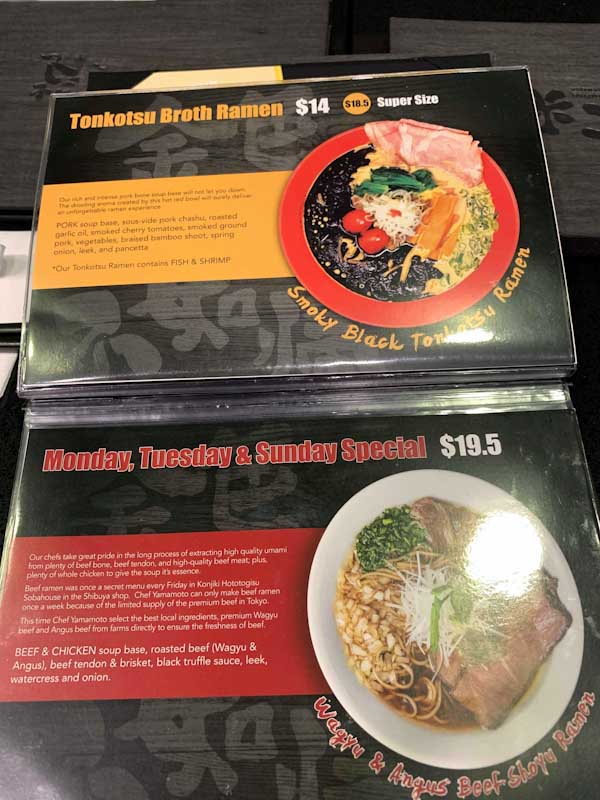 Tonkotsu Broth Ramen $14 $18.5 Super Size
Our rich and intense pork bone soup base will not let you down.
The drooling aroma created by this hot red bowl will surely deliver
an unforgettable ramen experience.
PORK soup base, sous-vide pork chashu, roasted
garlic oil, smoked cherry tomatoes, smoked ground
pork, vegetables, braised bamboo shoot, spring
onion, leek, and pancetta
*Our Tonkotsu Ramen contains FISH & SHRIMP
Smoky Black Tonkotsu Ramen
Monday, Tuesday & Sunday Special $19.5
Our chefs take great pride in the long process of extracting high quality umami
from plenty of beef bone, beef tendon, and high-quality beef meat; plus,
plenty of whole chicken to give the soup it's essence.
Beef ramen was once a secret menu every Friday in Konjiki Hototogisu
Sobahouse in the Shibuya shop. Chef Yamamoto can only make beef ramen
once a week because of the limited supply of the premium beef in Tokyo.
This time Chef Yamamoto select the best local ingredients, premium Wagyu
beef and Angus beef from farms directly to ensure the freshness of beef.
BEEF & CHICKEN soup base, roasted beef (Wagyu &
Angus), beef tendon & brisket, black truffle sauce, leek,
watercress and onion.
Wagyu & Angus Beef Shoyu Ramen